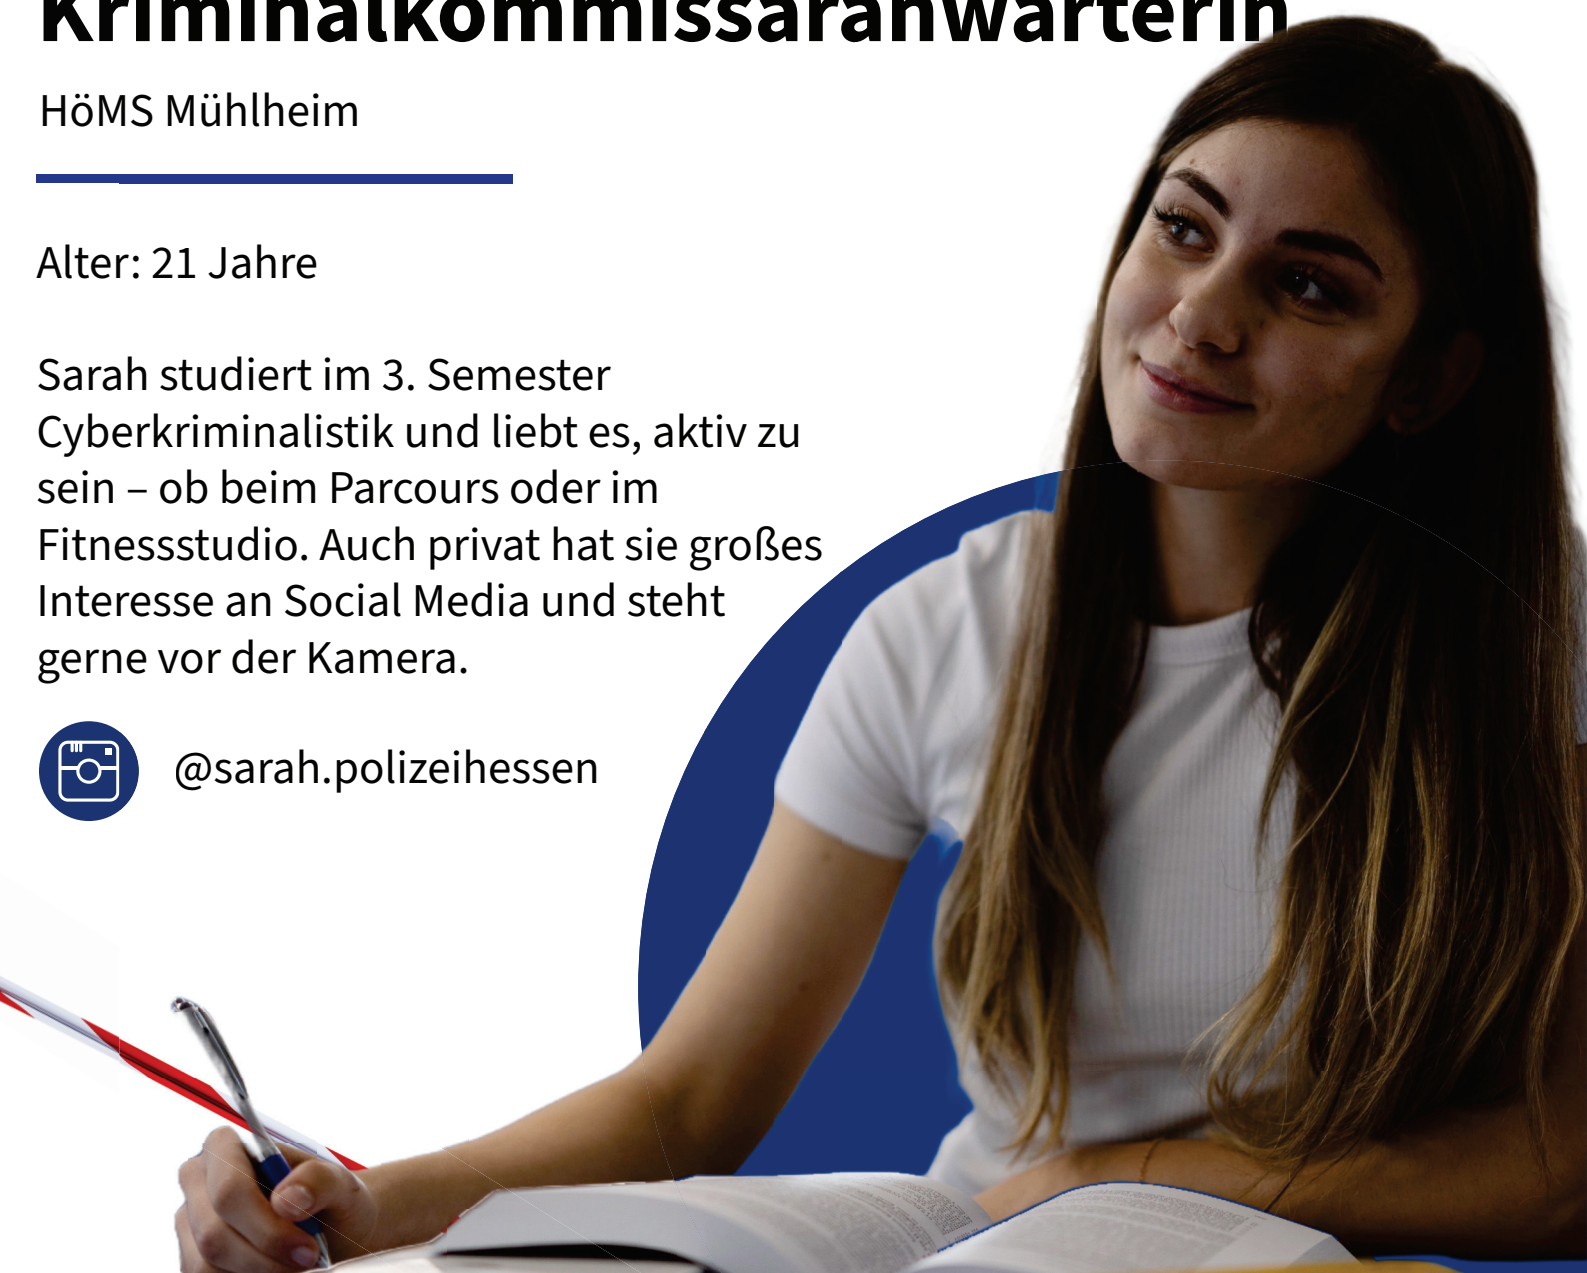 Kriminalkommissaranwärterin
HöMS Mühlheim
Alter: 21 Jahre
Sarah studiert im 3. Semester
Cyberkriminalistik und liebt es, aktiv zu
sein – ob beim Parcours oder im
Fitnessstudio. Auch privat hat sie großes
Interesse an Social Media und steht
gerne vor der Kamera.
@sarah.polizeihessen